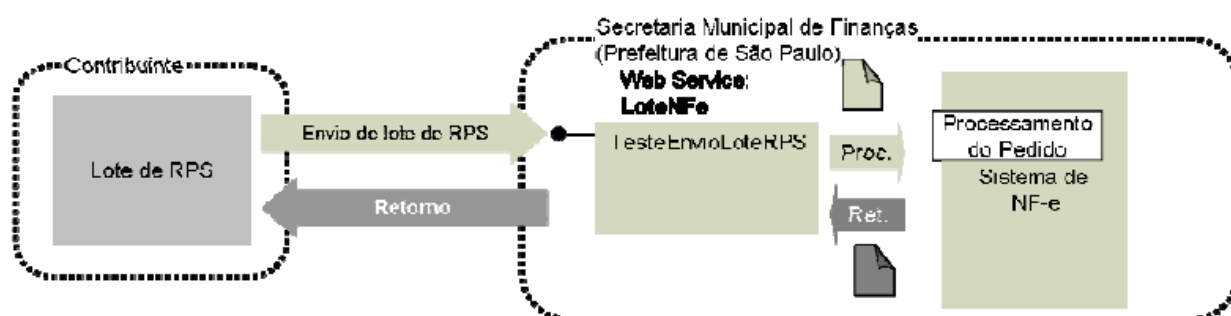 Contribuinte
Lote de RPS
Envio de lote de RPS
Retorno
Secretaria Municipal de Finanças
(Prefeitura de São Paulo)
Web Service:
LoteNFe
TesteEnvioLoteRPS
Proc.
Ret.
Processamento
do Pedido
Sistema de
NF-e